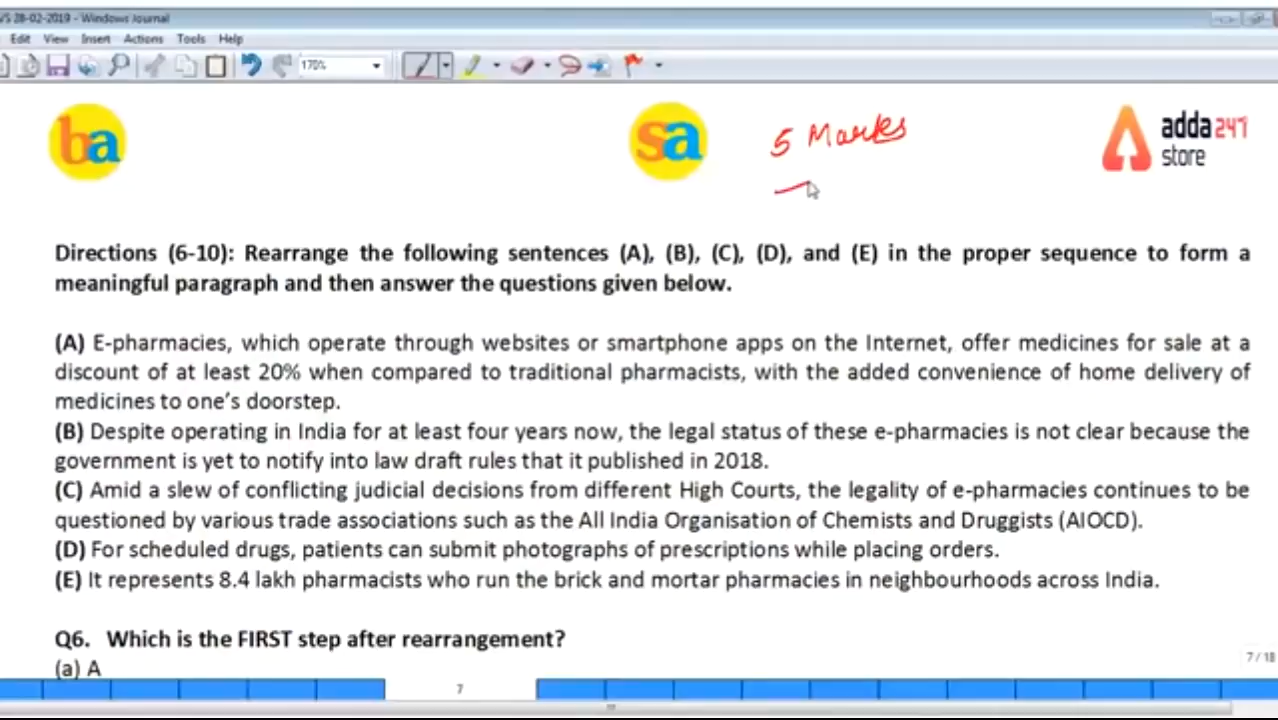 VS 28-02-2019 - Windows Journal
Edit View Insert Actions Tools Help
170%
ba
sa
5 Marks
adda247
store
Directions (6-10): Rearrange the following sentences (A), (B), (C), (D), and (E) in the proper sequence to form a
meaningful paragraph and then answer the questions given below.
(A) E-pharmacies, which operate through websites or smartphone apps on the Internet, offer medicines for sale at a
discount of at least 20% when compared to traditional pharmacists, with the added convenience of home delivery of
medicines to one's doorstep.
(B) Despite operating in India for at least four years now, the legal status of these e-pharmacies is not clear because the
government is yet to notify into law draft rules that it published in 2018.
(C) Amid a slew of conflicting judicial decisions from different High Courts, the legality of e-pharmacies continues to be
questioned by various trade associations such as the All India Organisation of Chemists and Druggists (AIOCD).
(D) For scheduled drugs, patients can submit photographs of prescriptions while placing orders.
(E) It represents 8.4 lakh pharmacists who run the brick and mortar pharmacies in neighbourhoods across India.
Q6. Which is the FIRST step after rearrangement?
(a) A
7 / 18
7